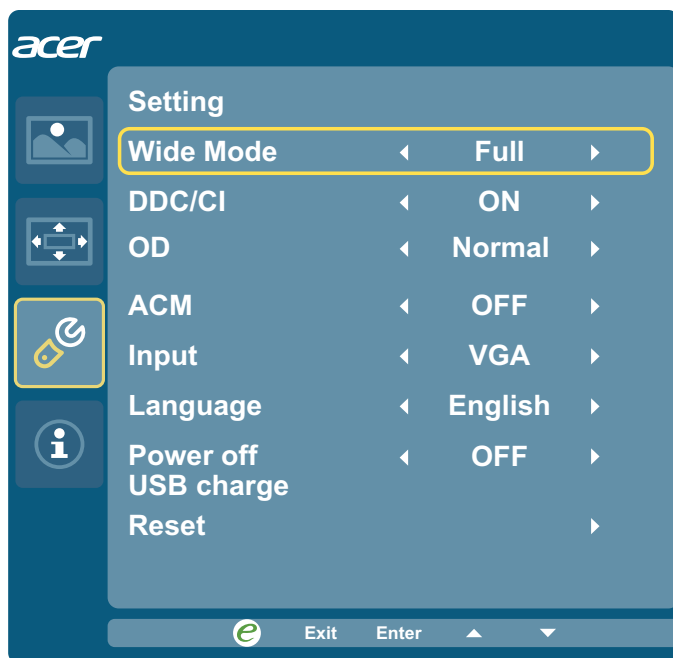 acer
Setting
Wide Mode Full
DDC/CI ON
OD Normal
ACM OFF
Input VGA
Language English
Power off OFF
USB charge
Reset
e Exit Enter